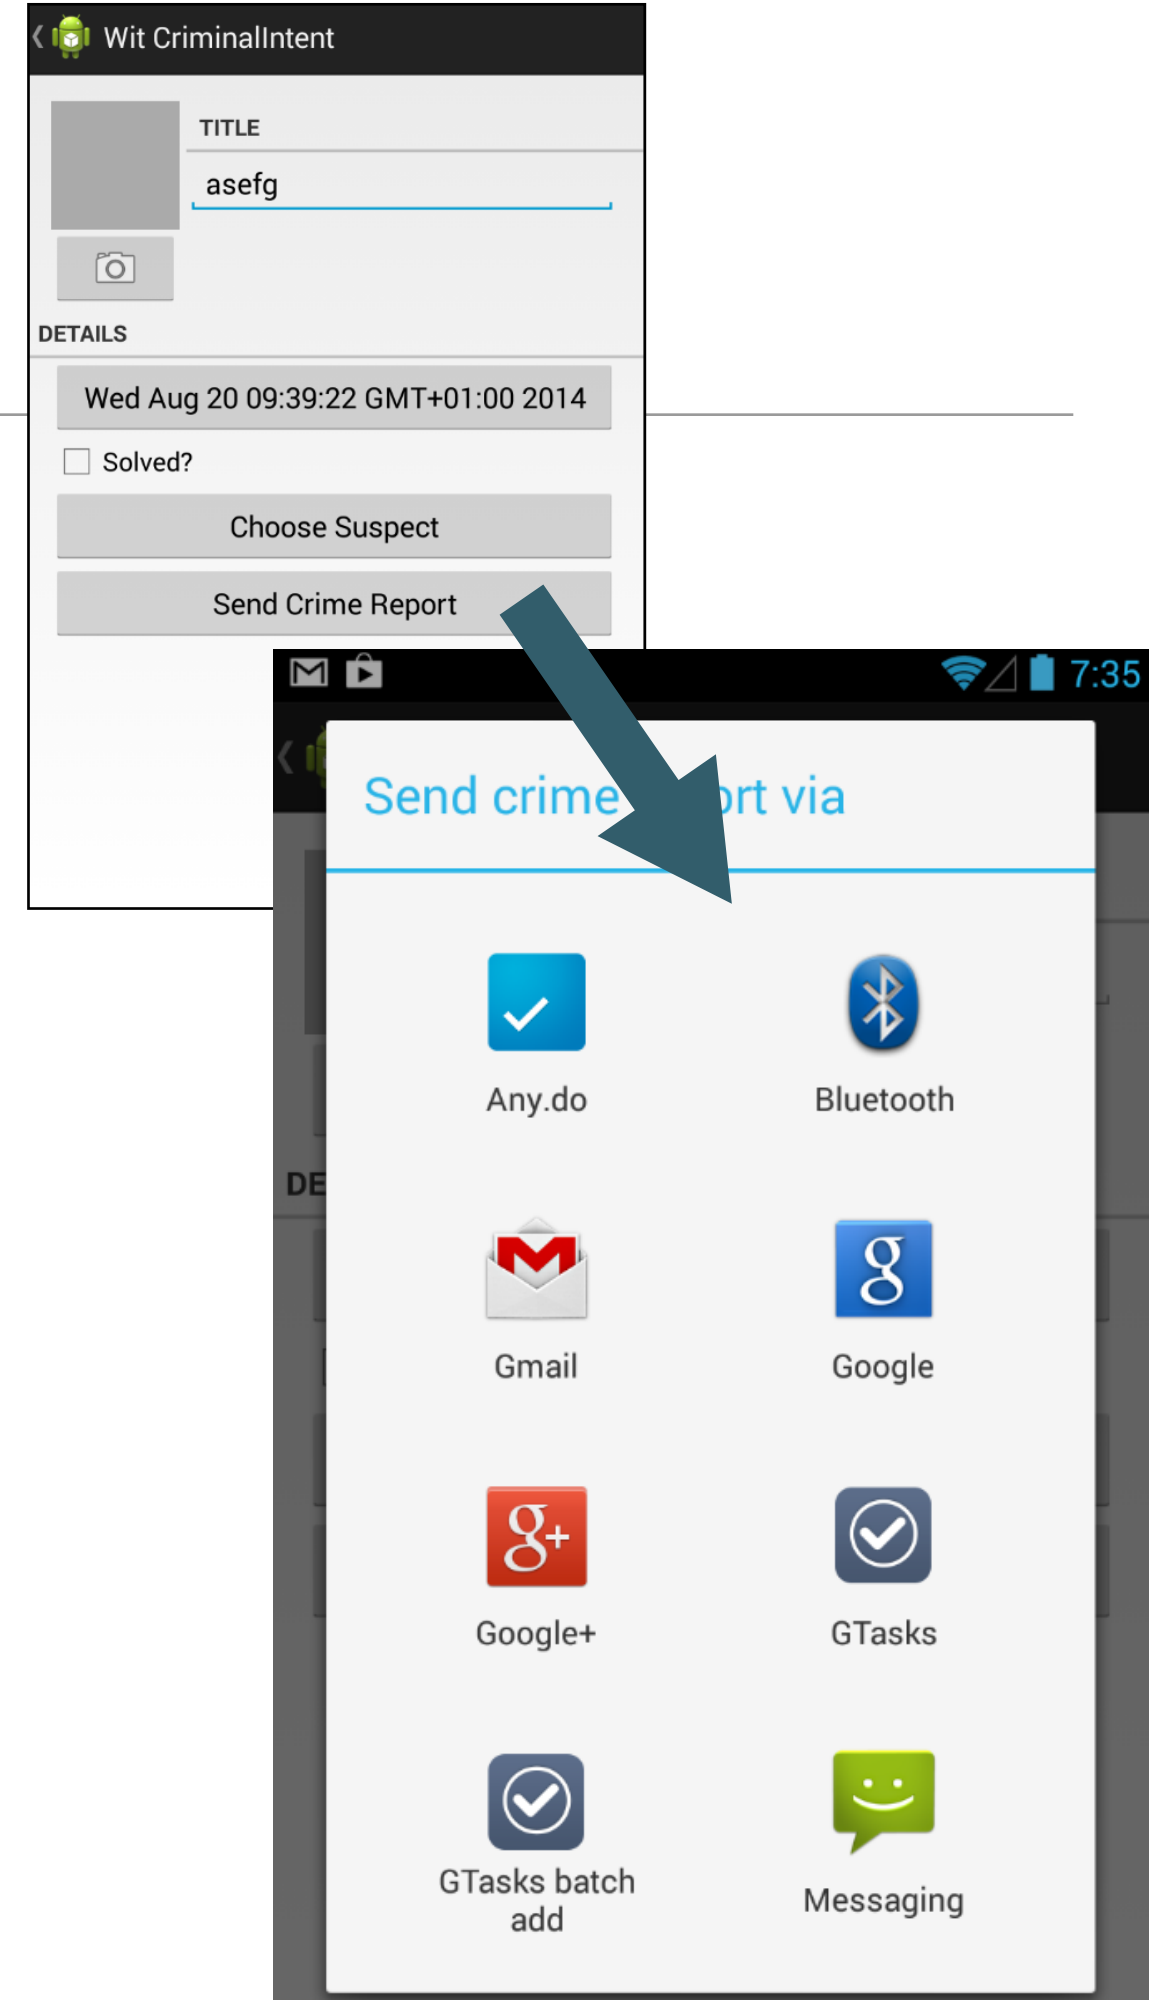 Wit CriminalIntent
TITLE
asefg
DETAILS
Wed Aug 20 09:39:22 GMT+01:00 2014
Solved?
Choose Suspect
Send Crime Report
7:35
Send crime ort via
Any.do
Bluetooth
Gmail
g
Google
g+
Google+
GTasks
GTasks batch
add
Messaging
DE